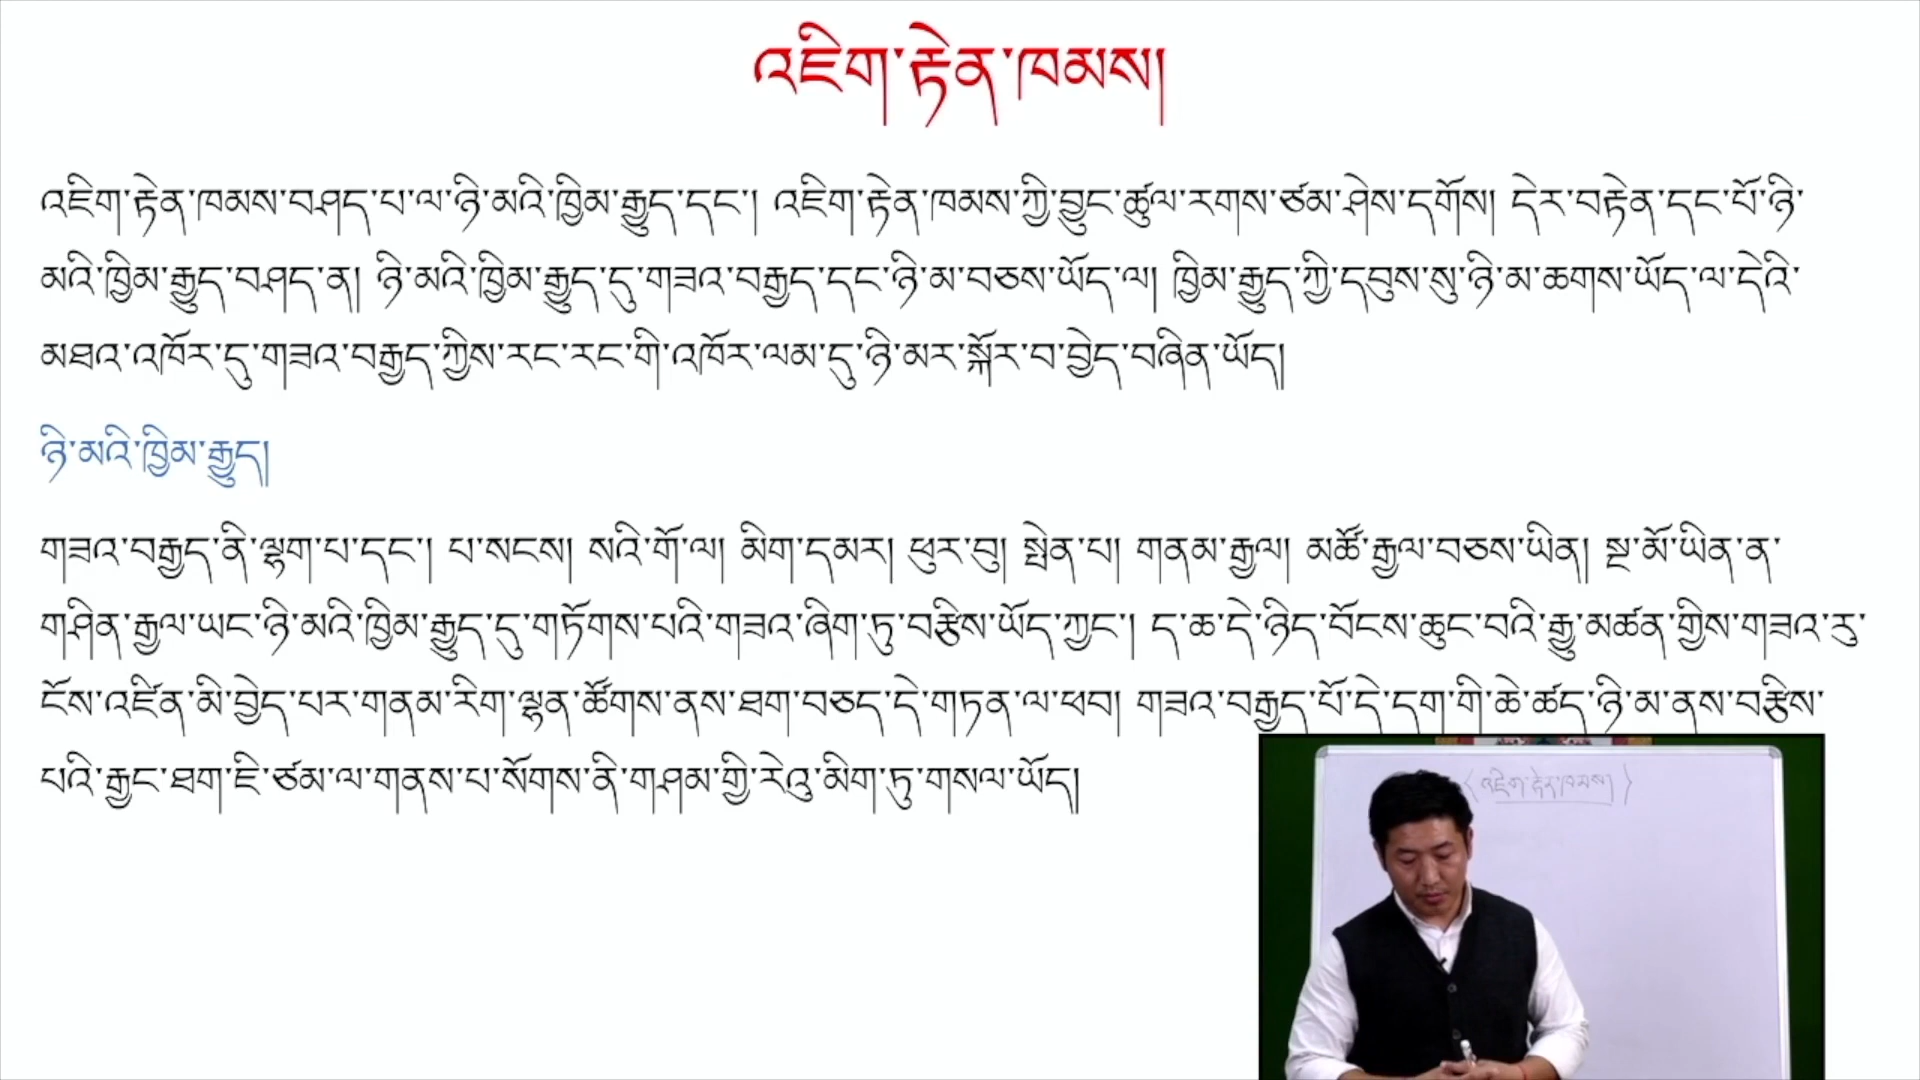 འཇིག་རྟེན་ཁམས།
འཇིག་རྟེན་ཁམས་བཤད་པ་ལ་ཉི་མའི་ཁྱིམ་རྒྱུད་དང་། འཇིག་རྟེན་ཁམས་ཀྱི་བྱུང་ཚུལ་རགས་ཙམ་ཤེས་དགོས། དེར་བརྟེན་དང་པོ་ཉི་
མའི་ཁྱིམ་རྒྱུད་བཤད་ན། ཉི་མའི་ཁྱིམ་རྒྱུད་དུ་གཟའ་བརྒྱད་དང་ཉི་མ་བཅས་ཡོད་ལ། ཁྱིམ་རྒྱུད་ཀྱི་དབུས་སུ་ཉི་མ་ཆགས་ཡོད་ལ་དེའི་
མཐའ་འཁོར་དུ་གཟའ་བརྒྱད་ཀྱིས་རང་རང་གི་འཁོར་ལམ་དུ་ཉི་མར་སྐོར་བ་བྱེད་བཞིན་ཡོད།
ཉི་མའི་ཁྱིམ་རྒྱུད།
གཟའ་བརྒྱད་ནི་ལྷག་པ་དང་། པ་སངས། སའི་གོ་ལ། མིག་དམར། ཕུར་བུ། སྤེན་པ། གནམ་རྒྱལ། མཚོ་རྒྱལ་བཅས་ཡིན། སྔ་མོ་ཡིན་ན་
གཤིན་རྒྱལ་ཡང་ཉི་མའི་ཁྱིམ་རྒྱུད་དུ་གཏོགས་པའི་གཟའ་ཞིག་ཏུ་བརྩིས་ཡོད་ཀྱང་། ད་ཆ་དེ་ཉིད་བོངས་ཆུང་བའི་རྒྱུ་མཚན་གྱིས་གཟའ་རུ་
ངོས་འཛིན་མི་བྱེད་པར་གནམ་རིག་ལྷན་ཚོགས་ནས་ཐག་བཅད་དེ་གཏན་ལ་ཕབ། གཟའ་བརྒྱད་པོ་དེ་དག་གི་ཆེ་ཚད་ཉི་མ་ནས་བརྩིས་
པའི་རྒྱང་ཐག་ཇི་ཙམ་ལ་གནས་པ་སོགས་ནི་གཤམ་གྱི་རེའུ་མིག་ཏུ་གསལ་ཡོད།
༼འཇིག་རྟེན་ཁམས།༽